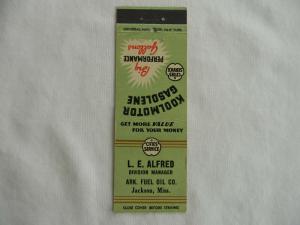 Big
Gallons
PERFORMANCE
CITIES
SERVICE
KOOLMOTOR
GASOLENE
GET MORE VALUE
FOR YOUR MONEY
CITIES
SERVICE
L. E. ALFRED
DIVISION MANAGER
ARK. FUEL OIL CO.
Jackson, Miss.
CLOSE COVER BEFORE STRIKING